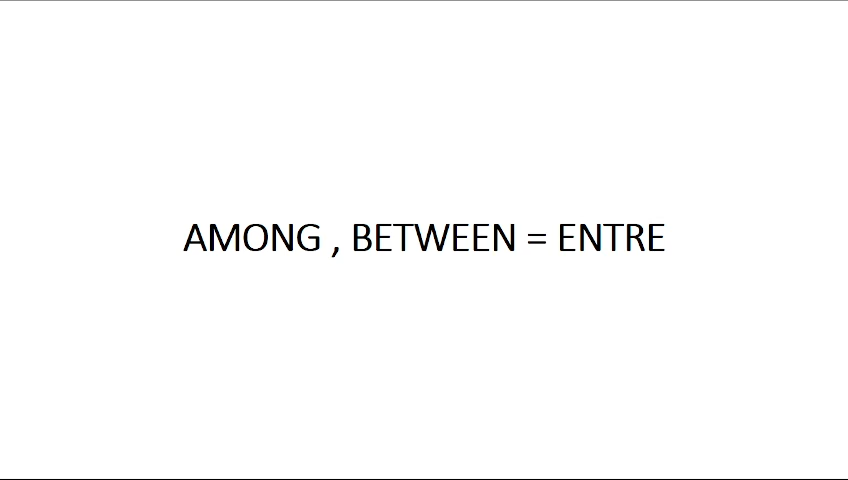 AMONG , BETWEEN = ENTRE